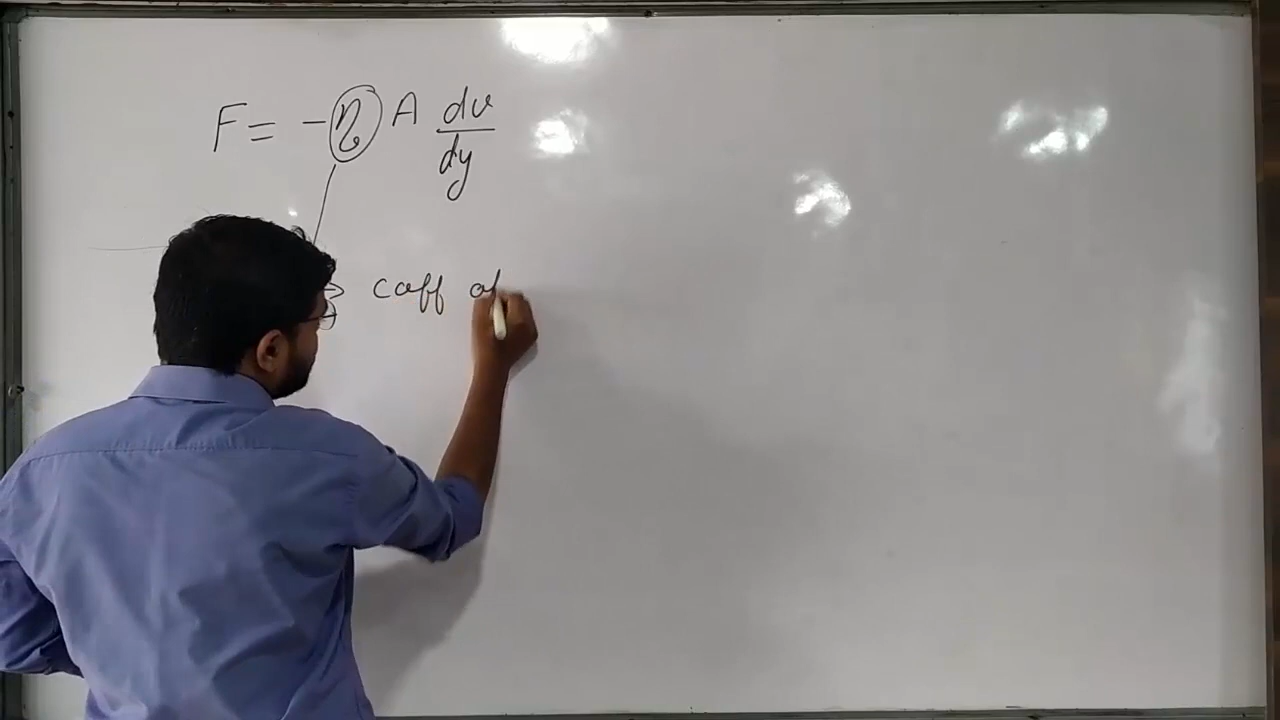 F = - η A dv/dy
→ coff of